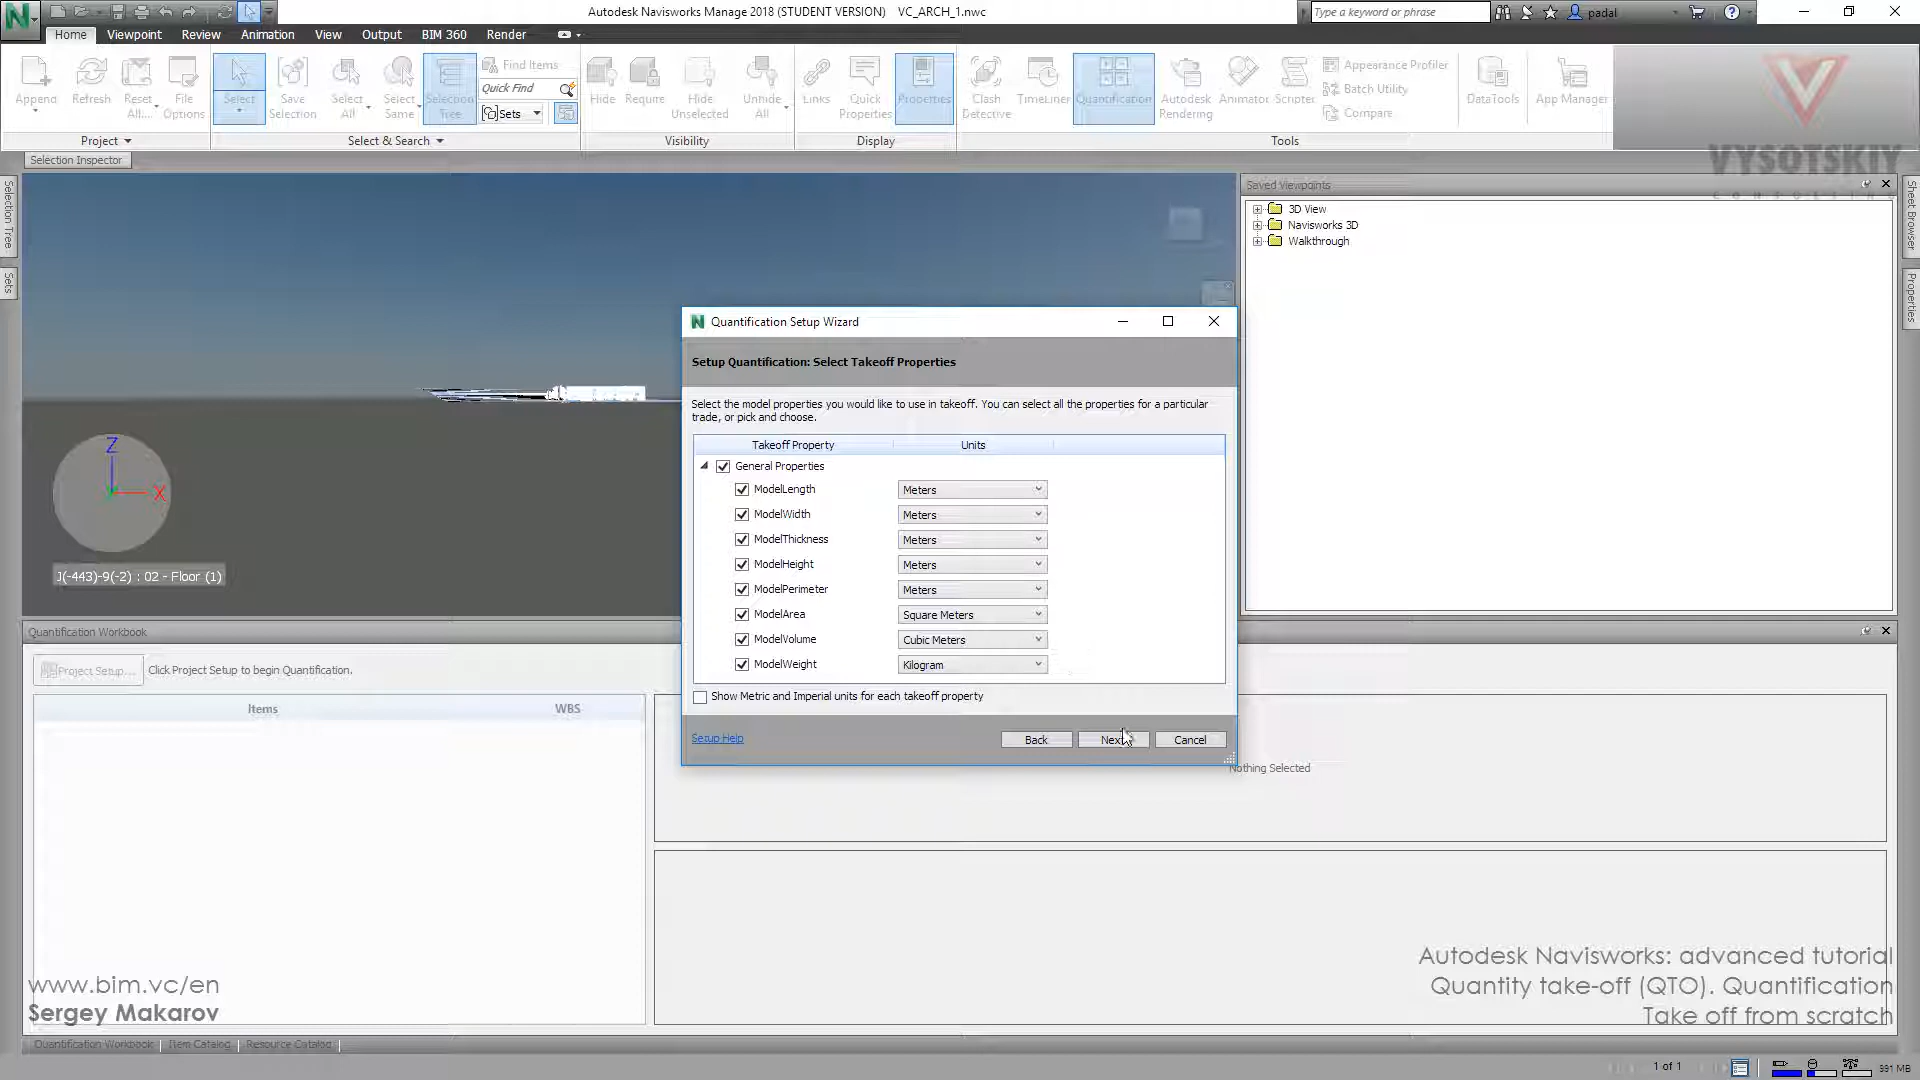 Autodesk Navisworks Manage 2018 (STUDENT VERSION) VC_ARCH_1.nwc
Type a keyword or phrase
padal
Home Viewpoint Review Animation View Output BIM 360 Render
Append
Refresh
Reset All...
File Options
Select
Save Selection
Select All
Select Same
Selection Tree
Find Items
Quick Find
Sets
Hide
Require
Hide Unselected
Unhide All
Links
Quick Properties
Properties
Clash Detective
TimeLiner
Quantification
Autodesk Rendering
Animator
Scripter
Appearance Profiler
Batch Utility
Compare
DataTools
App Manager
Project
Select & Search
Visibility
Display
Tools
VYSOTSKIY
Selection Inspector
Selection Tree
Sets
Saved Viewpoints
3D View
Navisworks 3D
Walkthrough
Sheet Browser
Properties
Z
X
J(-443)-9(-2) : 02 - Floor (1)
Quantification Setup Wizard
Setup Quantification: Select Takeoff Properties
Select the model properties you would like to use in takeoff. You can select all the properties for a particular
trade, or pick and choose.
Takeoff Property Units
General Properties
ModelLength Meters
ModelWidth Meters
ModelThickness Meters
ModelHeight Meters
ModelPerimeter Meters
ModelArea Square Meters
ModelVolume Cubic Meters
ModelWeight Kilogram
Show Metric and Imperial units for each takeoff property
Setup Help
Back Next Cancel
Quantification Workbook
Project Setup... Click Project Setup to begin Quantification.
Items WBS
Nothing Selected
www.bim.vc/en
Sergey Makarov
Autodesk Navisworks: advanced tutorial
Quantity take-off (QTO). Quantification
Take off from scratch
Quantification Workbook Item Catalog Resource Catalog
1 of 1
991 MB